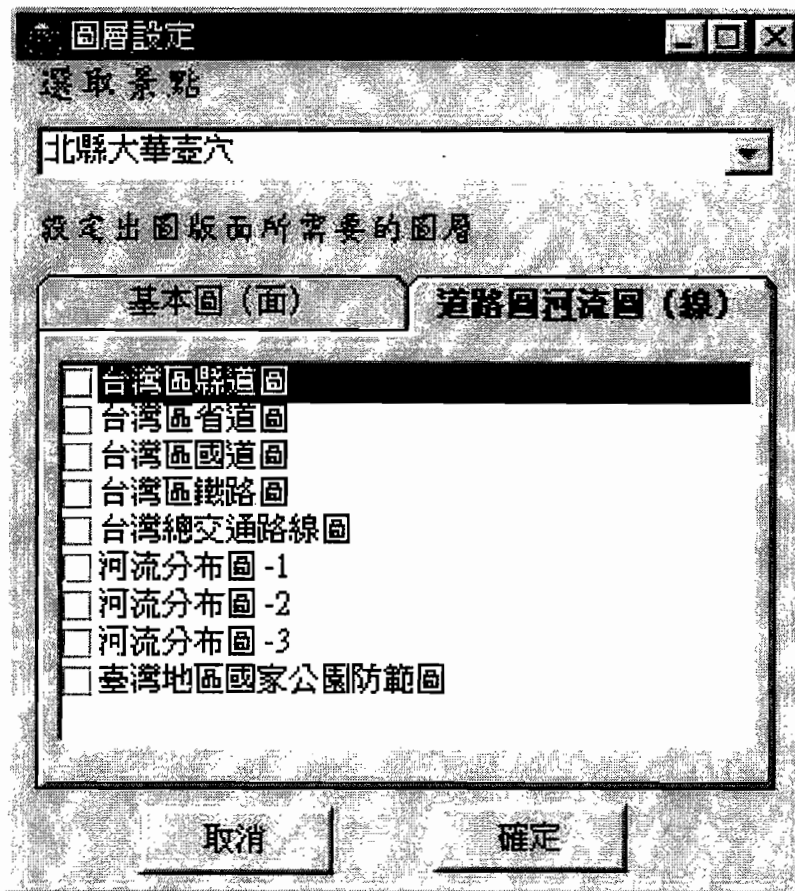 圖層設定
選取景點
北縣大華壺穴
設定出圖版面所需要的圖層
基本圖（面） 道路圖河流圖（線）
台灣區縣道圖
台灣區省道圖
台灣區國道圖
台灣區鐵路圖
台灣總交通路線圖
河流分布圖 -1
河流分布圖 -2
河流分布圖 -3
臺灣地區國家公園防範圖
取消 確定